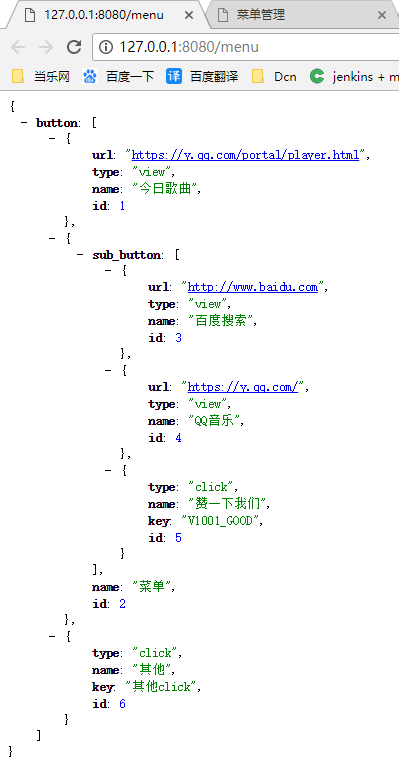 127.0.0.1:8080/menu 菜单管理
127.0.0.1:8080/menu
当乐网 百度一下 译 百度翻译 Dcn jenkins + m
{
- button: [
- {
url: "https://y.qq.com/portal/player.html",
type: "view",
name: "今日歌曲",
id: 1
},
- {
- sub_button: [
- {
url: "http://www.baidu.com",
type: "view",
name: "百度搜索",
id: 3
},
- {
url: "https://y.qq.com/",
type: "view",
name: "QQ音乐",
id: 4
},
- {
type: "click",
name: "赞一下我们",
key: "V1001_GOOD",
id: 5
}
],
name: "菜单",
id: 2
},
- {
type: "click",
name: "其他",
key: "其他click",
id: 6
}
]
}